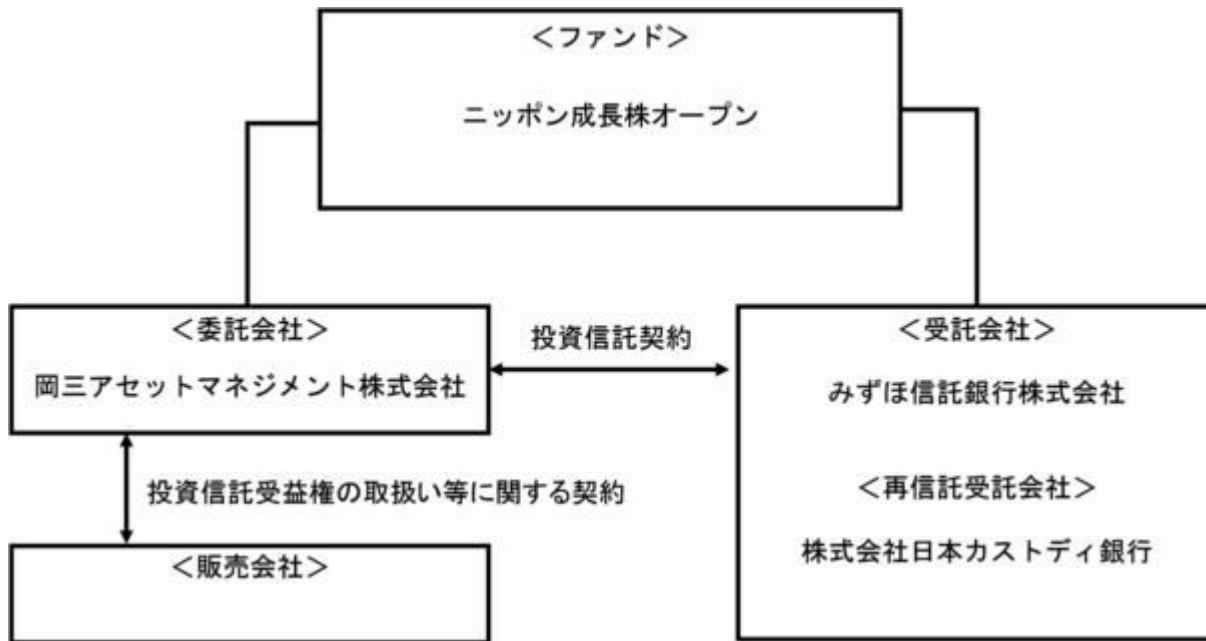 ＜ファンド＞
ニッポン成長株オープン
＜委託会社＞
岡三アセットマネジメント株式会社
投資信託契約
＜受託会社＞
みずほ信託銀行株式会社
＜再信託受託会社＞
株式会社日本カストディ銀行
投資信託受益権の取扱い等に関する契約
＜販売会社＞